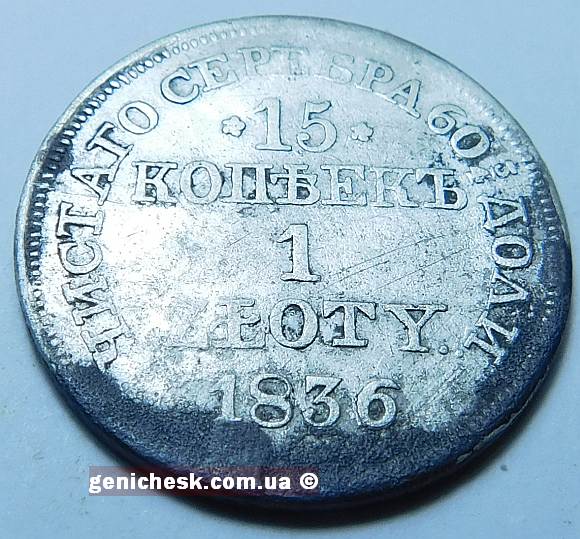 ЧИСТАГО СЕРЕБРА 60 ДОЛИ
15
КОПѢЕКЪ
1
ZŁOTY.
1836
genichesk.com.ua ©